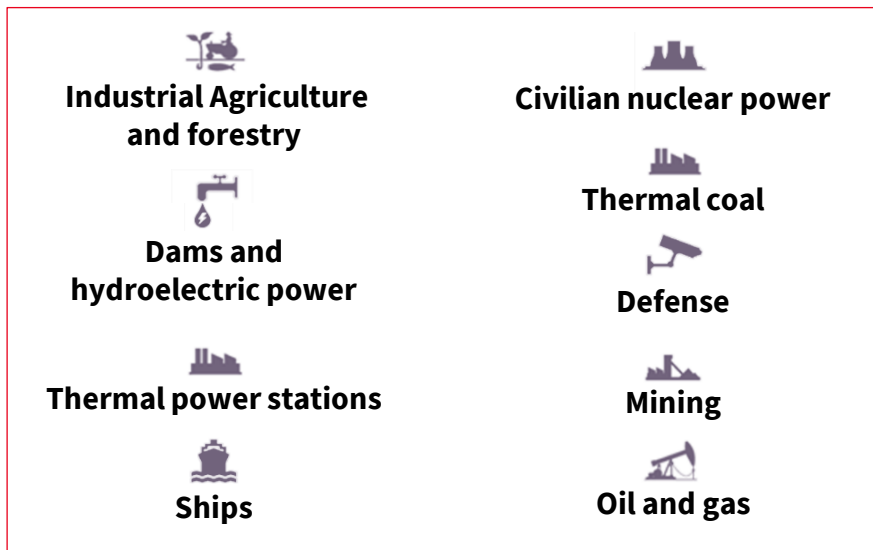 Industrial Agriculture
and forestry
Dams and
hydroelectric power
Thermal power stations
Ships
Civilian nuclear power
Thermal coal
Defense
Mining
Oil and gas